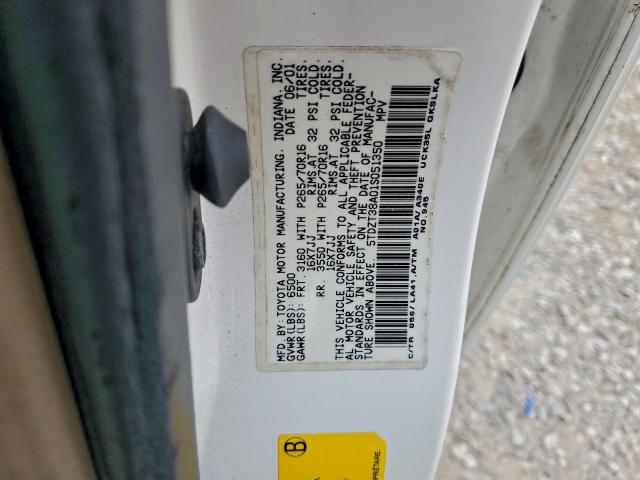 MFD. BY: TOYOTA MOTOR MANUFACTURING, INDIANA, INC.
GVWR(LBS): 6500 DATE 06/01
GAWR(LBS): FRT. 3160 WITH P265/70R16 TIRES,
16X7JJ RIMS, AT 32 PSI COLD.
RR. 3550 WITH P265/70R16 TIRES,
16X7JJ RIMS, AT 32 PSI COLD.
THIS VEHICLE CONFORMS TO ALL APPLICABLE FEDER-
AL MOTOR VEHICLE SAFETY AND THEFT PREVENTION
STANDARDS IN EFFECT ON THE DATE OF MANUFAC-
TURE SHOWN ABOVE. 5TDZT38A01S051350 MPV
C/TR 056/LA41,A/TM A01A/A340E UCK35L GKSLKA
NO.945
B
PROPRIÉTAIRE.